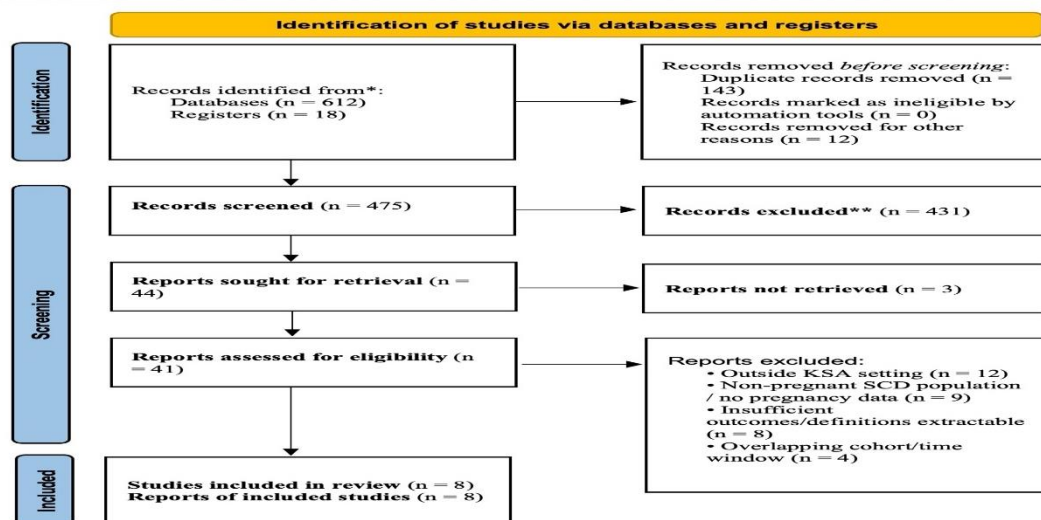 Identification of studies via databases and registers
Identification
Records identified from*:
Databases (n = 612)
Registers (n = 18)
Records removed before screening:
Duplicate records removed (n =
143)
Records marked as ineligible by
automation tools (n = 0)
Records removed for other
reasons (n = 12)
Screening
Records screened (n = 475)
Records excluded** (n = 431)
Reports sought for retrieval (n =
44)
Reports not retrieved (n = 3)
Reports assessed for eligibility (n
= 41)
Reports excluded:
• Outside KSA setting (n = 12)
• Non-pregnant SCD population
/ no pregnancy data (n = 9)
• Insufficient
outcomes/definitions extractable
(n = 8)
• Overlapping cohort/time
window (n = 4)
Included
Studies included in review (n = 8)
Reports of included studies (n = 8)